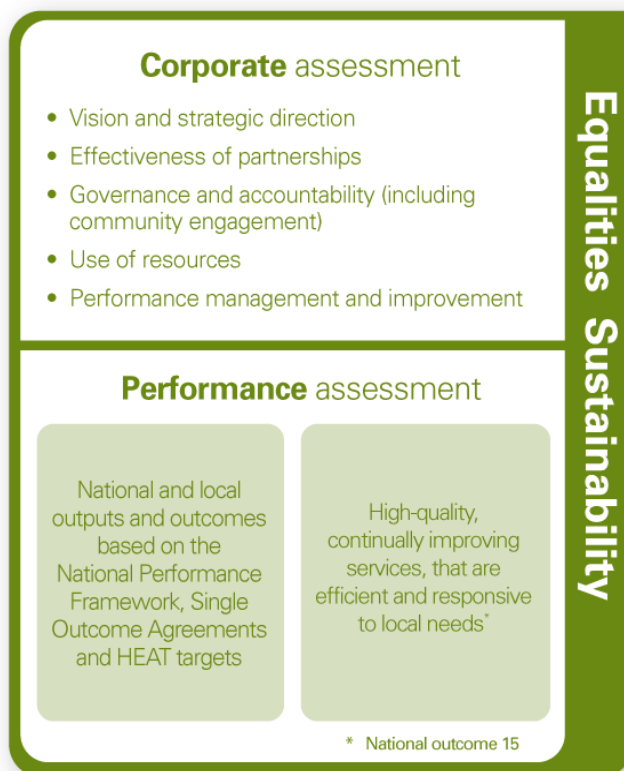 Corporate assessment
• Vision and strategic direction
• Effectiveness of partnerships
• Governance and accountability (including
community engagement)
• Use of resources
• Performance management and improvement
Performance assessment
National and local
outputs and outcomes
based on the
National Performance
Framework, Single
Outcome Agreements
and HEAT targets
High-quality,
continually improving
services, that are
efficient and responsive
to local needs*
* National outcome 15
Equalities Sustainability